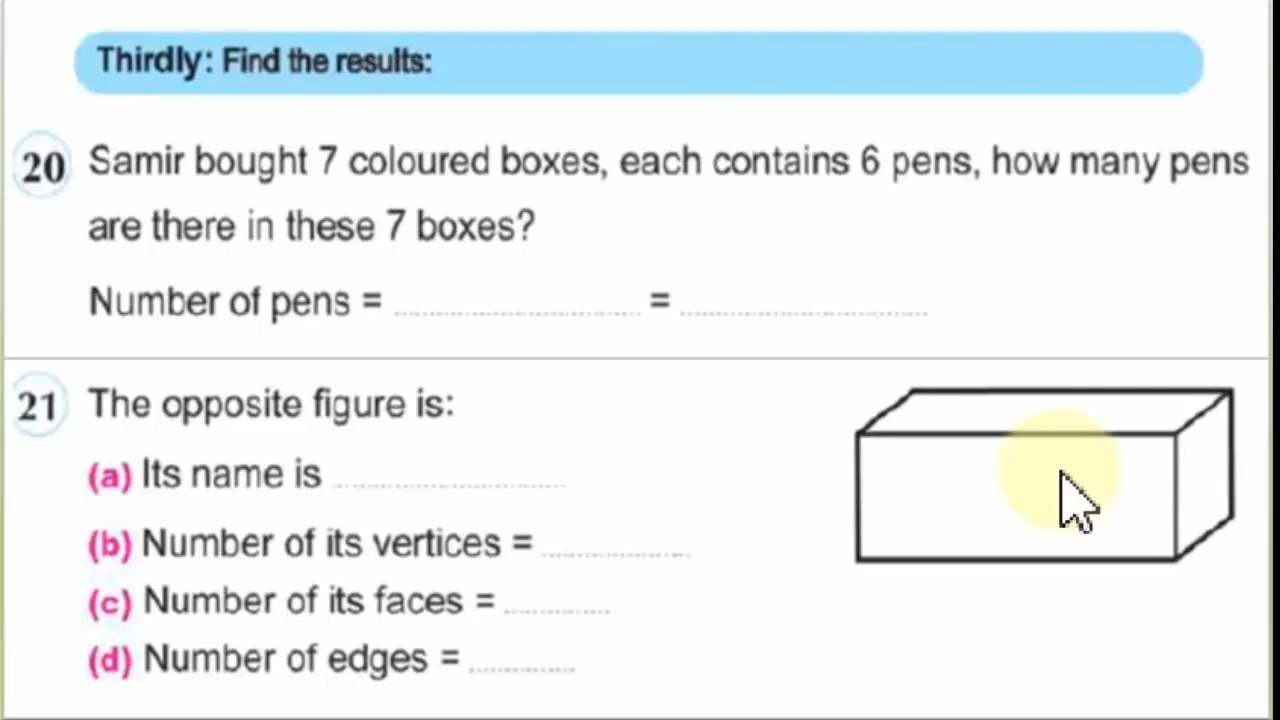 Thirdly: Find the results:
20 Samir bought 7 coloured boxes, each contains 6 pens, how many pens
are there in these 7 boxes?
Number of pens = .............................. = ..............................
21 The opposite figure is:
(a) Its name is ..............................
(b) Number of its vertices = ....................
(c) Number of its faces = ..............
(d) Number of edges = ..............